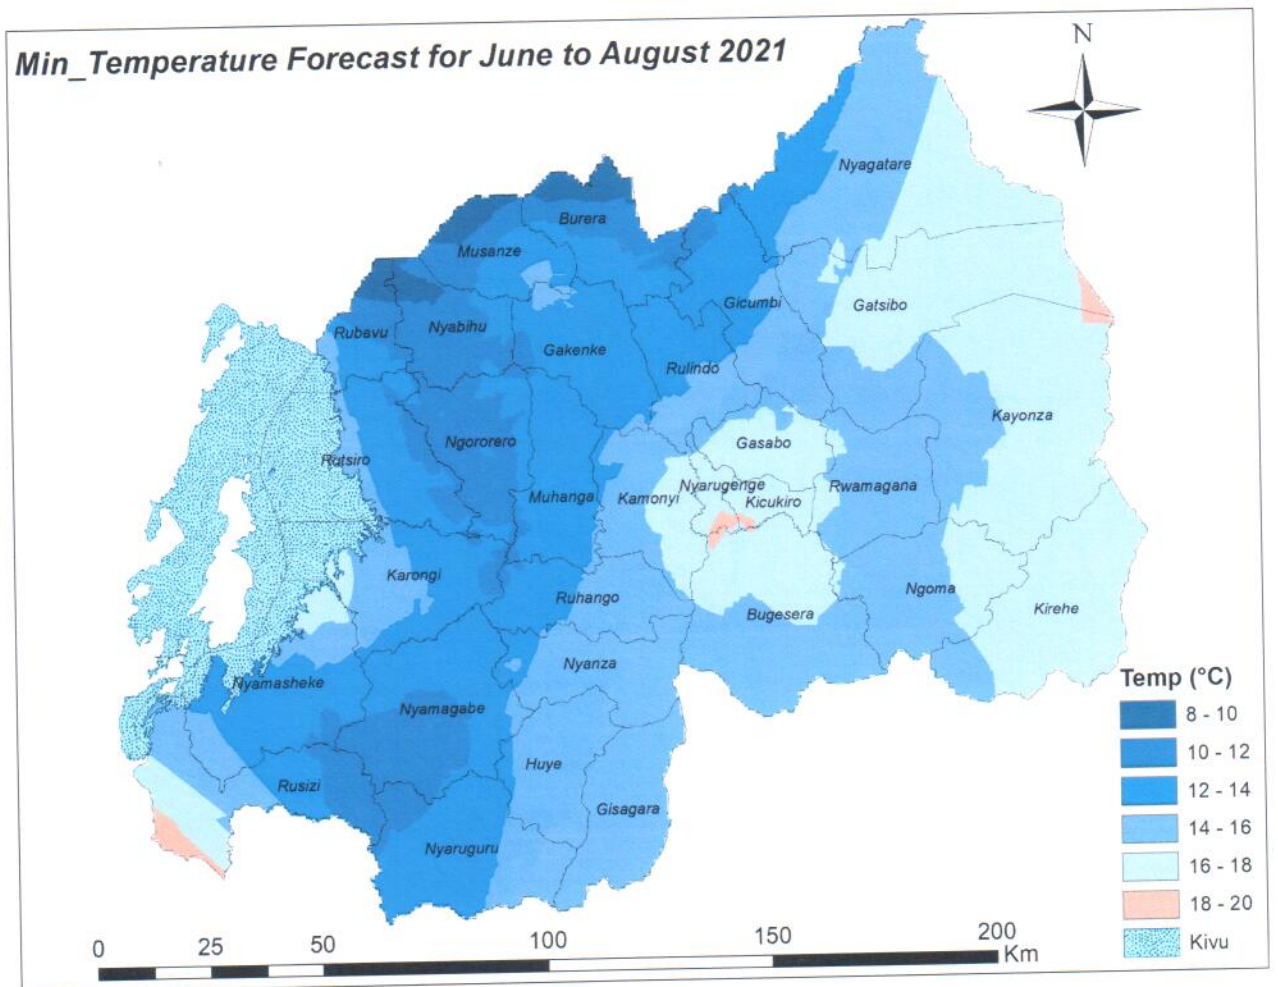 Min_Temperature Forecast for June to August 2021
N
Nyagatare
Burera
Musanze
Gicumbi
Gatsibo
Rubavu
Nyabihu
Gakenke
Rulindo
Kayonza
Ngororero
Gasabo
Rutsiro
Nyarugenge
Rwamagana
Muhanga
Kamonyi
Kicukiro
Karongi
Ruhango
Ngoma
Bugesera
Kirehe
Nyanza
Nyamasheke
Nyamagabe
Huye
Rusizi
Gisagara
Nyaruguru
Temp (°C)
8 - 10
10 - 12
12 - 14
14 - 16
16 - 18
18 - 20
Kivu
0 25 50 100 150 200
Km